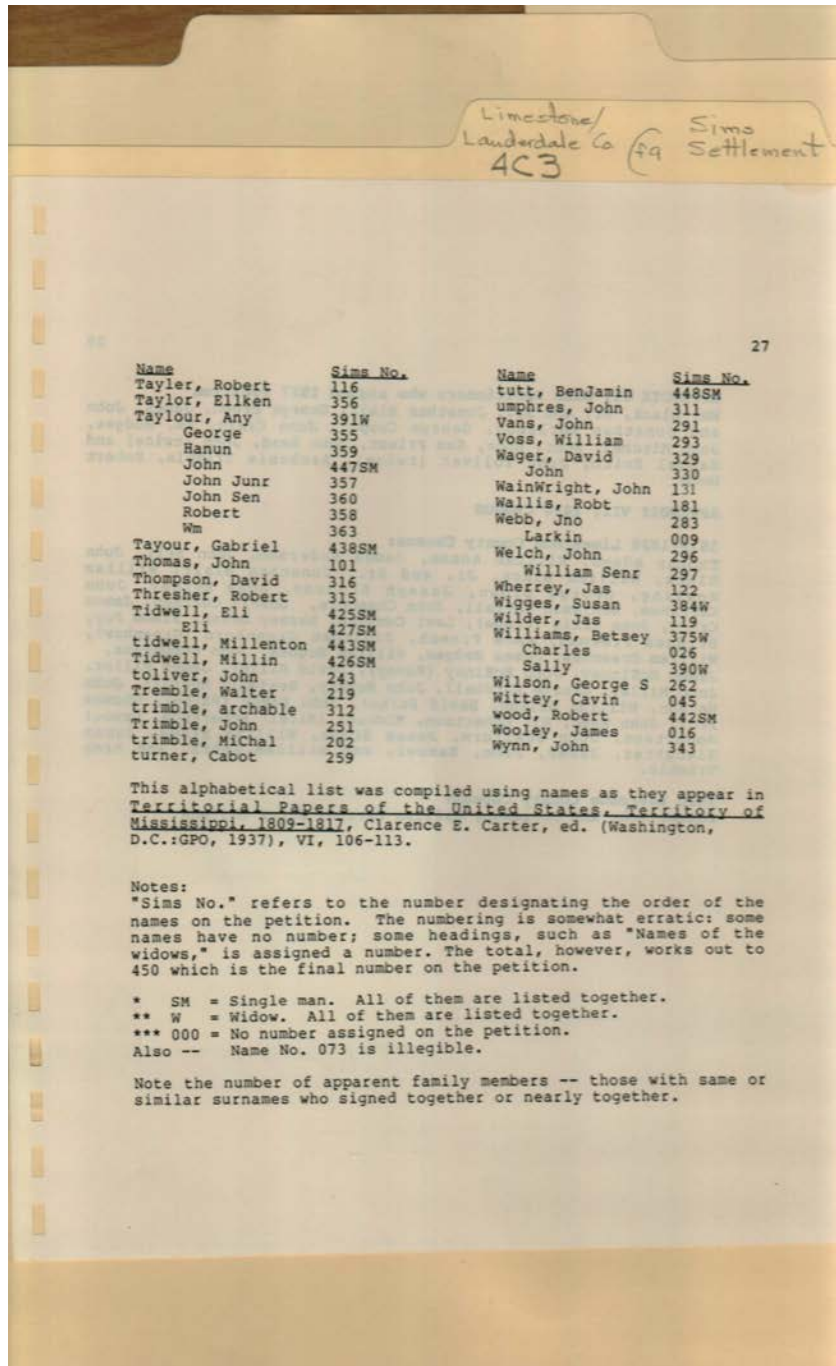 Limestone/ Sims
Lauderdale Co fa Settlement
4C3
27
Name Sims No.
Tayler, Robert 116
Taylor, Ellken 356
Taylour, Any 391W
George 355
Hanun 359
John 447SM
John Junr 357
John Sen 360
Robert 358
Wm 363
Tayour, Gabriel 438SM
Thomas, John 101
Thompson, David 316
Thresher, Robert 315
Tidwell, Eli 425SM
Eli 427SM
tidwell, Millenton 443SM
Tidwell, Millin 426SM
toliver, John 243
Tremble, Walter 219
trimble, archable 312
Trimble, John 251
trimble, MiChal 202
turner, Cabot 259
Name Sims No.
tutt, BenJamin 448SM
umphres, John 311
Vans, John 291
Voss, William 293
Wager, David 329
John 330
WainWright, John 131
Wallis, Robt 181
Webb, Jno 283
Larkin 009
Welch, John 296
William Senr 297
Wherrey, Jas 122
Wigges, Susan 384W
Wilder, Jas 119
Williams, Betsey 375W
Charles 026
Sally 390W
Wilson, George S 262
Wittey, Cavin 045
wood, Robert 442SM
Wooley, James 016
Wynn, John 343
This alphabetical list was compiled using names as they appear in
Territorial Papers of the United States, Territory of
Mississippi, 1809-1817, Clarence E. Carter, ed. (Washington,
D.C.:GPO, 1937), VI, 106-113.
Notes:
"Sims No." refers to the number designating the order of the
names on the petition. The numbering is somewhat erratic: some
names have no number; some headings, such as "Names of the
widows," is assigned a number. The total, however, works out to
450 which is the final number on the petition.
* SM = Single man. All of them are listed together.
** W = Widow. All of them are listed together.
*** 000 = No number assigned on the petition.
Also -- Name No. 073 is illegible.
Note the number of apparent family members -- those with same or
similar surnames who signed together or nearly together.